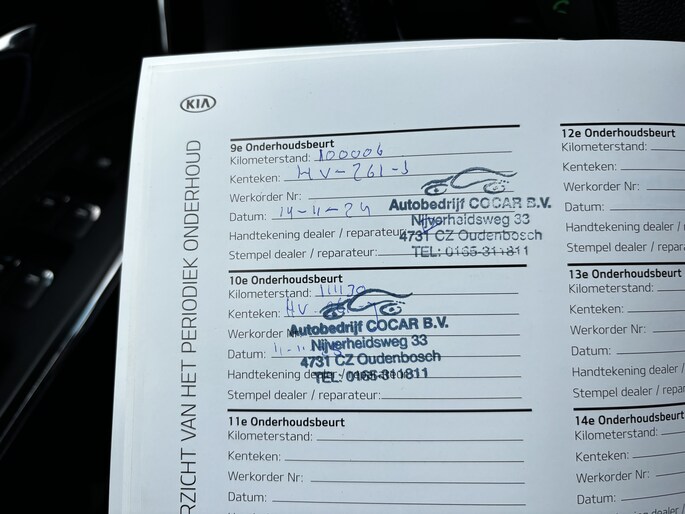 KIA
RZICHT VAN HET PERIODIEK ONDERHOUD
9e Onderhoudsbeurt
Kilometerstand: 100006
Kenteken: HV-261-J
Werkorder Nr:
Datum: 14-11-24
Handtekening dealer / reparateur:
Stempel dealer / reparateur:
Autobedrijf COCAR B.V.
Nijverheidsweg 33
4731 CZ Oudenbosch
TEL: 0165-311811
10e Onderhoudsbeurt
Kilometerstand: 111130
Kenteken: HV
Werkorder Nr
Datum:
Handtekening dealer /
Stempel dealer / reparateur:
Autobedrijf COCAR B.V.
Nijverheidsweg 33
4731 CZ Oudenbosch
TEL: 0165-311811
11e Onderhoudsbeurt
Kilometerstand:
Kenteken:
Werkorder Nr:
Datum:
12e Onderhoudsbeurt
Kilometerstand:
Kenteken:
Werkorder Nr:
Datum:
Handtekening dealer /
Stempel dealer / repar
13e Onderhoudsbeurt
Kilometerstand:
Kenteken:
Werkorder Nr:
Datum:
Handtekening dealer /
Stempel dealer / repar
14e Onderhoudsbeurt
Kilometerstand:
Kenteken:
Werkorder Nr:
Datum: